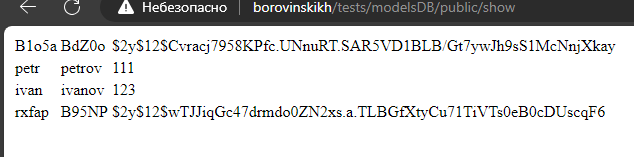 Небезопасно borovinskikh/tests/modelsDB/public/show
B1o5a BdZ0o $2y$12$Cvracj7958KPfc.UNnuRT.SAR5VD1BLB/Gt7ywJh9sS1McNnjXkay
petr petrov 111
ivan ivanov 123
rxfap B95NP $2y$12$wTJJiqGc47drmdo0ZN2xs.a.TLBGfXtyCu71TiVTs0eB0cDUscqF6